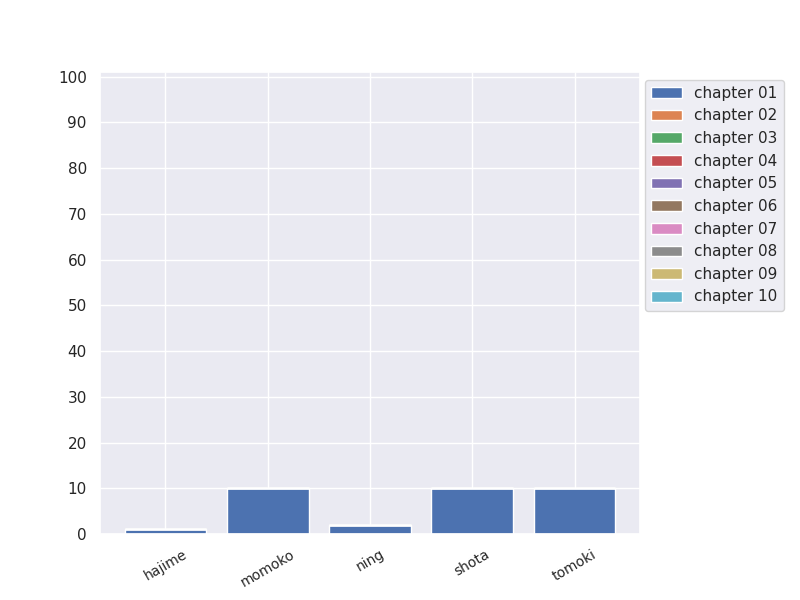 100
90
80
70
60
50
40
30
20
10
0
hajime
momoko
ning
shota
tomoki
chapter 01
chapter 02
chapter 03
chapter 04
chapter 05
chapter 06
chapter 07
chapter 08
chapter 09
chapter 10